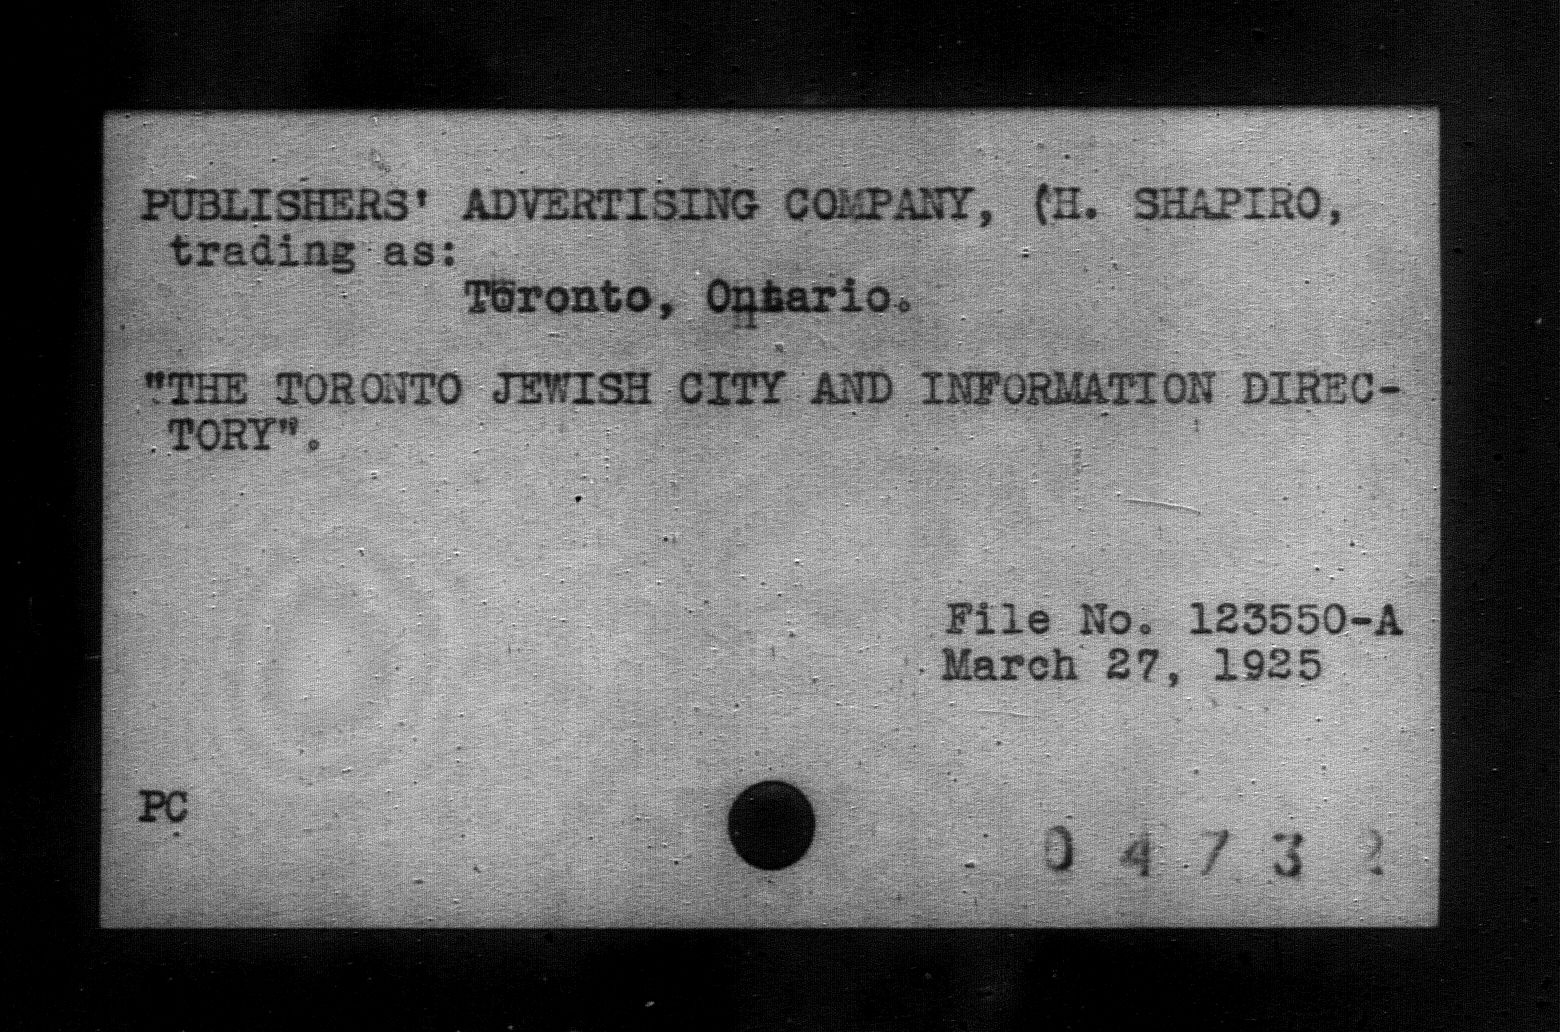 PUBLISHERS' ADVERTISING COMPANY, (H. SHAPIRO,
trading as:
Toronto, Ontario.
"THE TORONTO JEWISH CITY AND INFORMATION DIREC-
TORY".
File No. 123550-A
March 27, 1925
PC
0 4 7 3